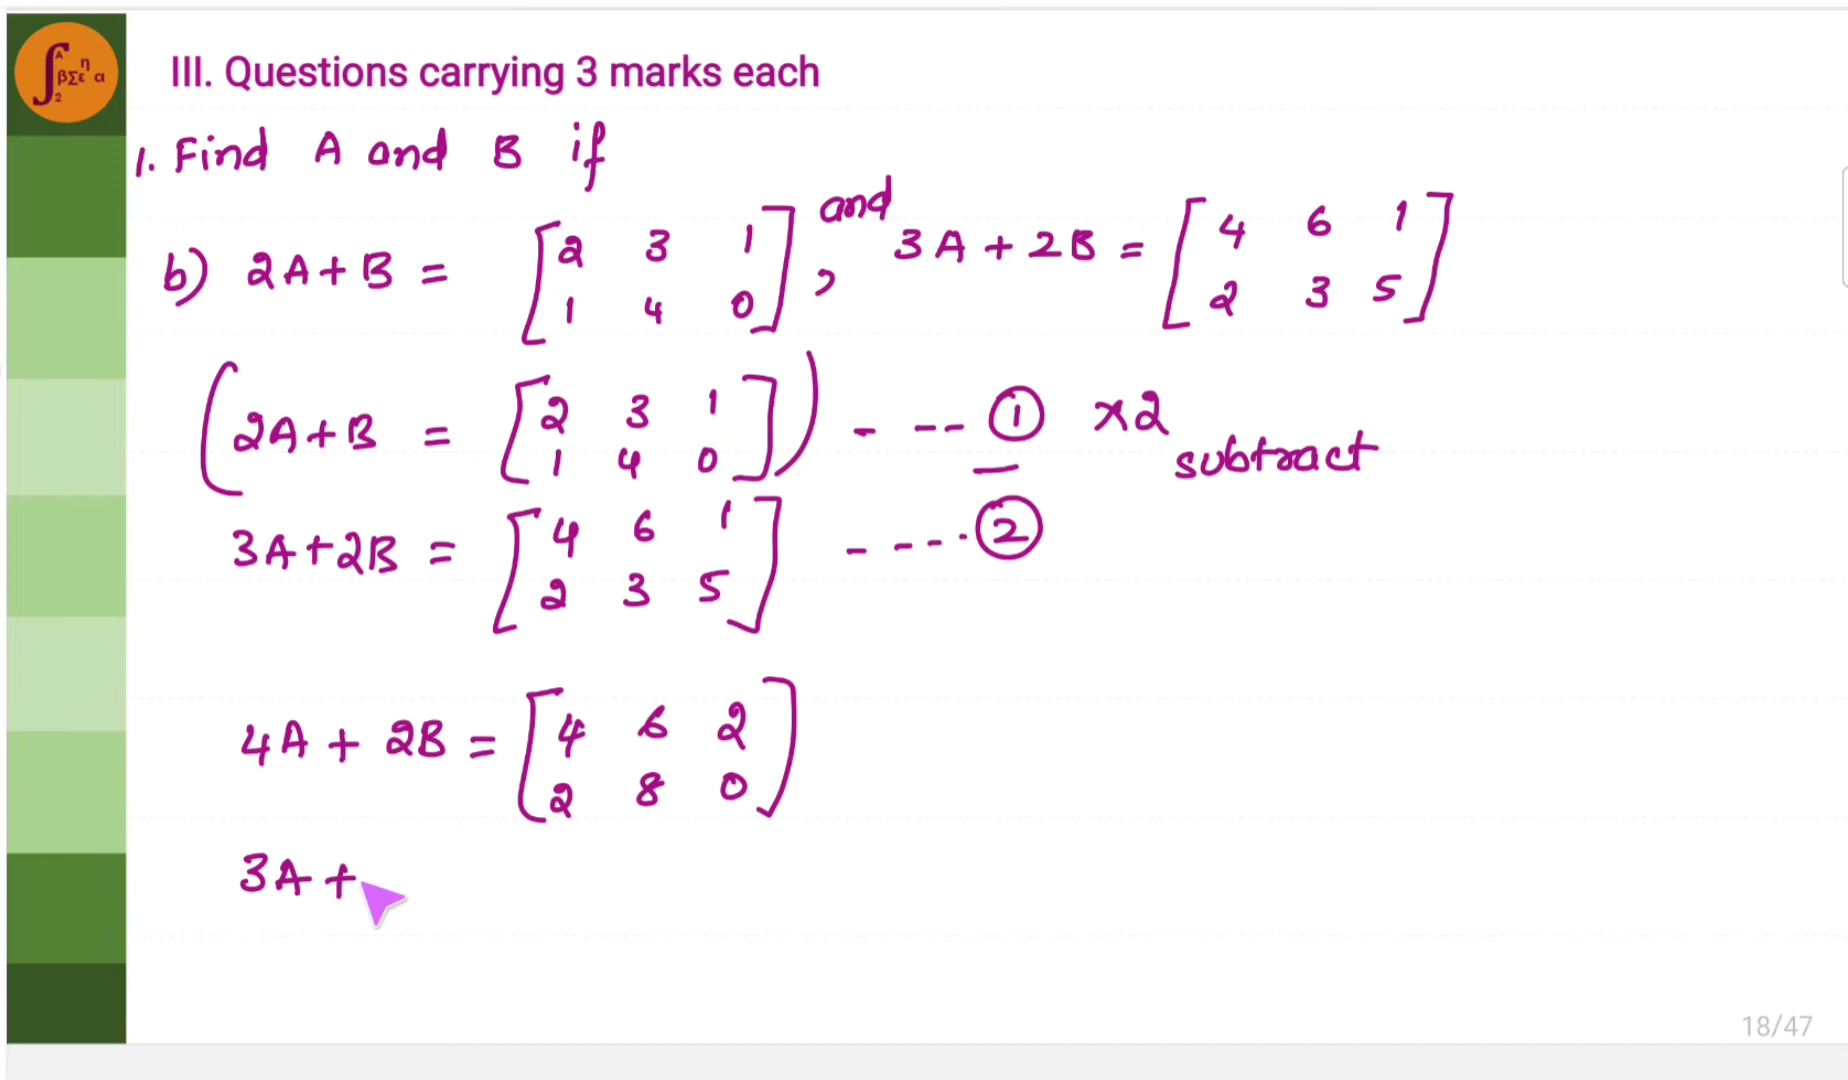 ∫ A η βΣε α 2
III. Questions carrying 3 marks each
1. Find A and B if
b) 2A+B = [2 3 1; 1 4 0], and 3A+2B = [4 6 1; 2 3 5]
(2A+B = [2 3 1; 1 4 0]) - -- ① ×2
— subtract
3A+2B = [4 6 1; 2 3 5] - ---- ②
4A + 2B = [4 6 2; 2 8 0]
3A +
18/47